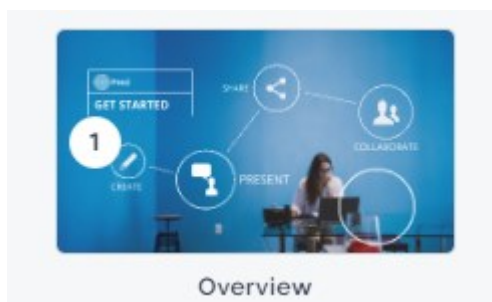 Prezi
GET STARTED
SHARE
1
COLLABORATE
CREATE
PRESENT
Overview